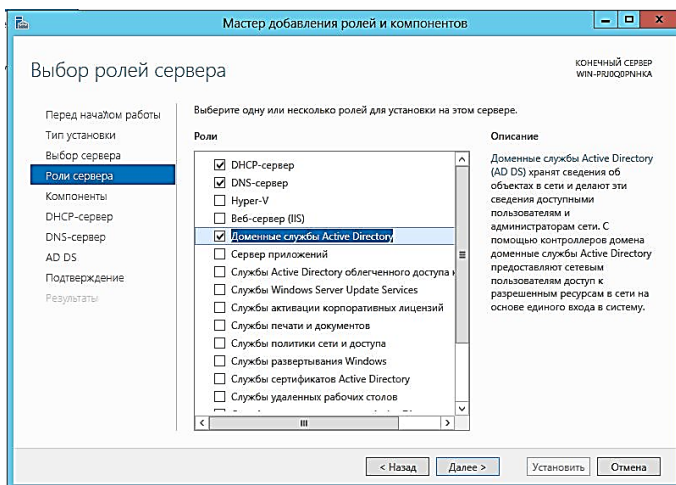 Мастер добавления ролей и компонентов
Выбор ролей сервера
КОНЕЧНЫЙ СЕРВЕР
WIN-PRJ0Q0PNHKA
Перед началом работы
Тип установки
Выбор сервера
Роли сервера
Компоненты
DHCP-сервер
DNS-сервер
AD DS
Подтверждение
Результаты
Выберите одну или несколько ролей для установки на этом сервере.
Роли
DHCP-сервер
DNS-сервер
Hyper-V
Веб-сервер (IIS)
Доменные службы Active Directory
Сервер приложений
Службы Active Directory облегченного доступа к
Службы Windows Server Update Services
Службы активации корпоративных лицензий
Службы печати и документов
Службы политики сети и доступа
Службы развертывания Windows
Службы сертификатов Active Directory
Службы удаленных рабочих столов
Описание
Доменные службы Active Directory
(AD DS) хранят сведения об
объектах в сети и делают эти
сведения доступными
пользователям и
администраторам сети. С
помощью контроллеров домена
доменные службы Active Directory
предоставляют сетевым
пользователям доступ к
разрешенным ресурсам в сети на
основе единого входа в систему.
< Назад
Далее >
Установить
Отмена